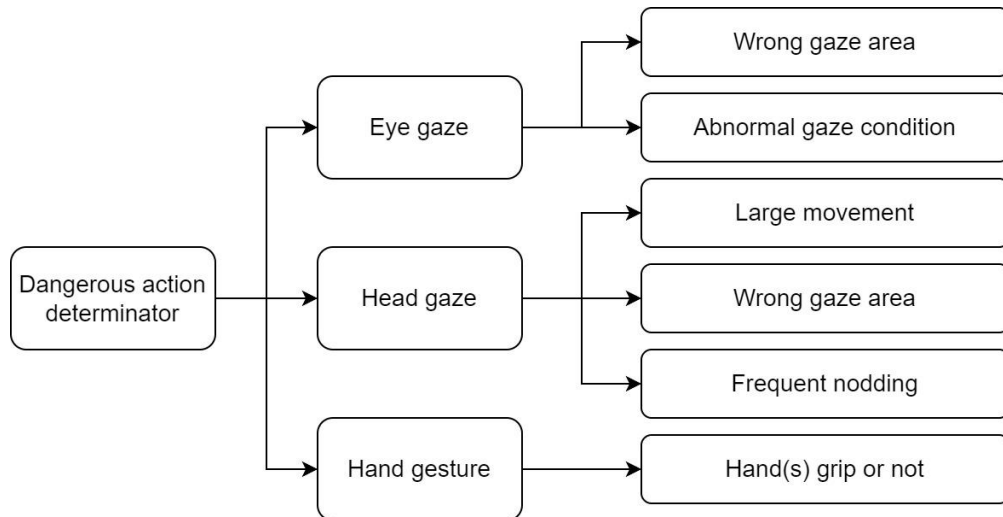 Wrong gaze area
Eye gaze
Abnormal gaze condition
Large movement
Dangerous action
determinator
Head gaze
Wrong gaze area
Frequent nodding
Hand gesture
Hand(s) grip or not